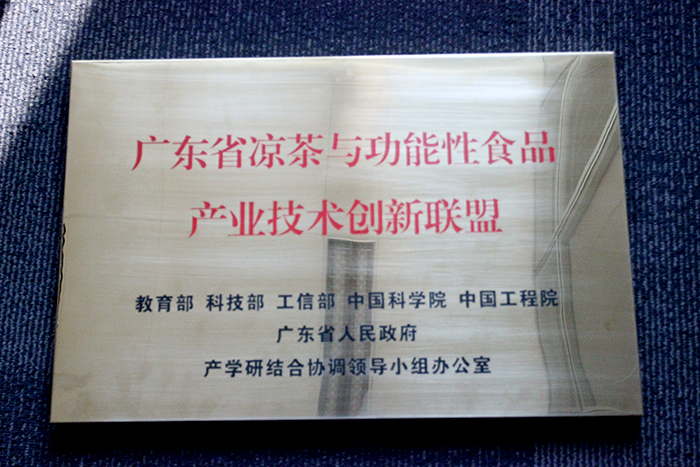 广东省凉茶与功能性食品
产业技术创新联盟
教育部 科技部 工信部 中国科学院 中国工程院
广东省人民政府
产学研结合协调领导小组办公室